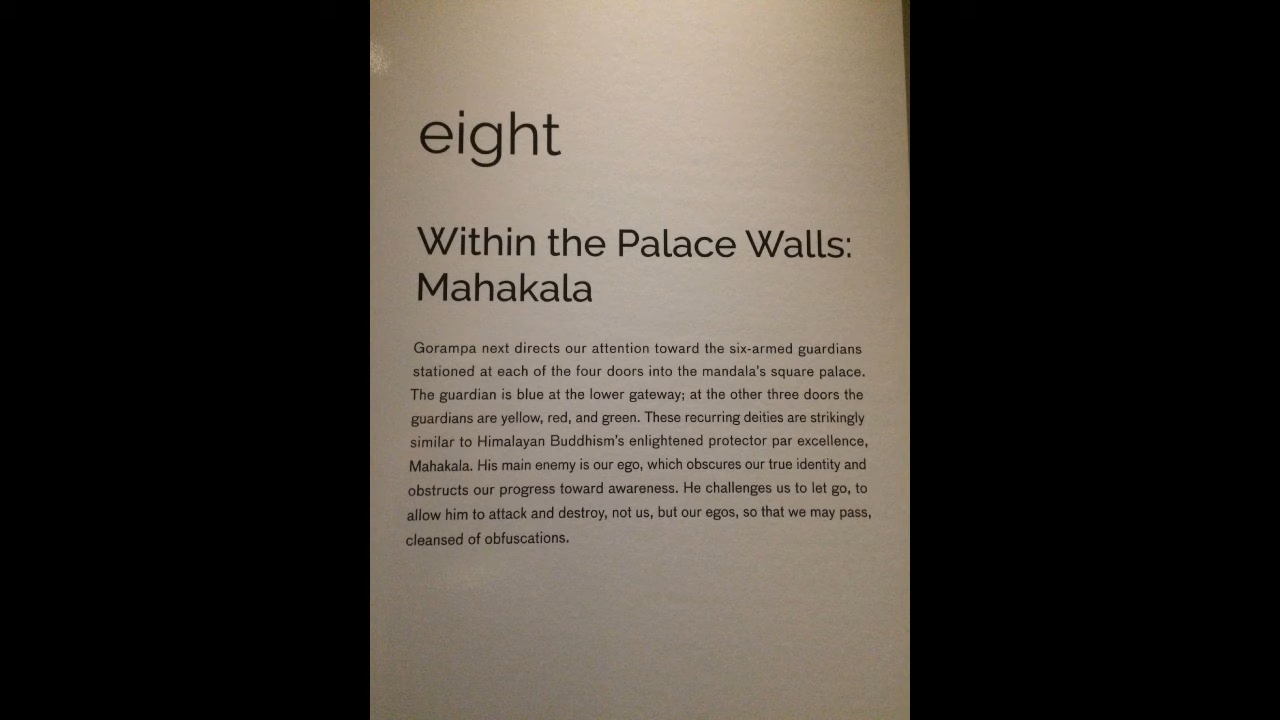 eight
Within the Palace Walls:
Mahakala
Gorampa next directs our attention toward the six-armed guardians
stationed at each of the four doors into the mandala's square palace.
The guardian is blue at the lower gateway; at the other three doors the
guardians are yellow, red, and green. These recurring deities are strikingly
similar to Himalayan Buddhism's enlightened protector par excellence,
Mahakala. His main enemy is our ego, which obscures our true identity and
obstructs our progress toward awareness. He challenges us to let go, to
allow him to attack and destroy, not us, but our egos, so that we may pass,
cleansed of obfuscations.